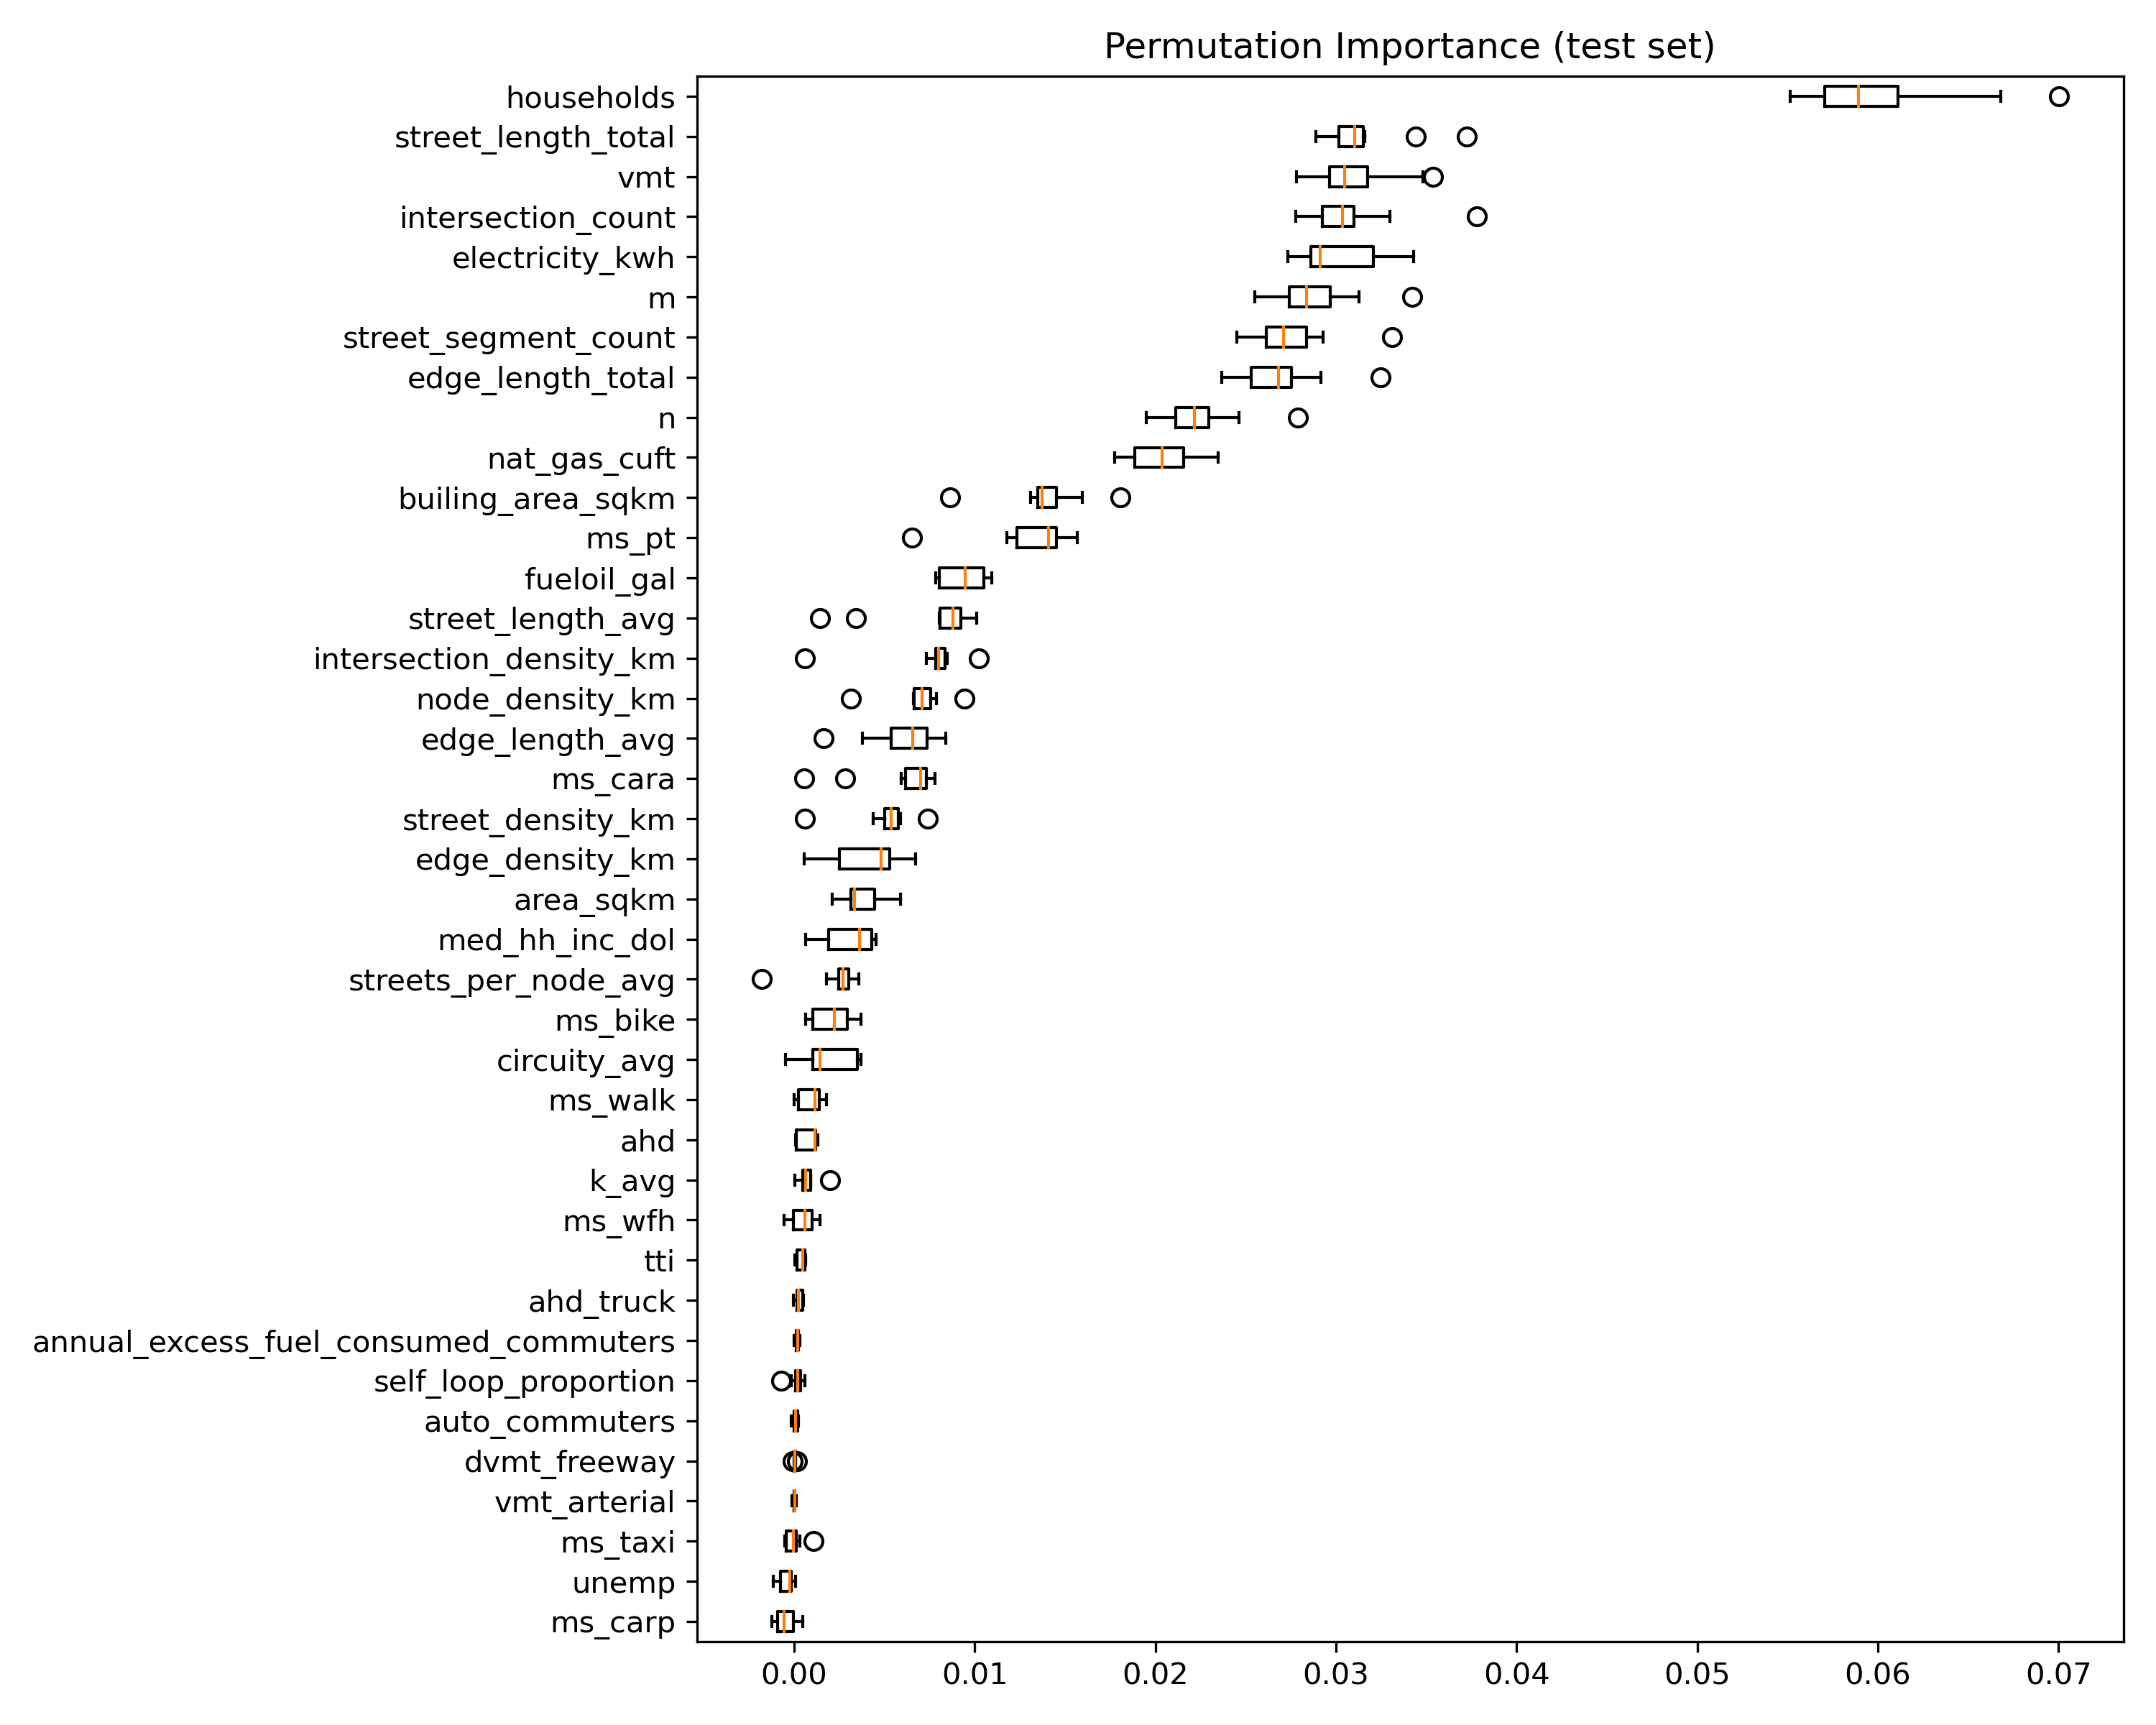 Permutation Importance (test set)
households
street_length_total
vmt
intersection_count
electricity_kwh
m
street_segment_count
edge_length_total
n
nat_gas_cuft
builing_area_sqkm
ms_pt
fueloil_gal
street_length_avg
intersection_density_km
node_density_km
edge_length_avg
ms_cara
street_density_km
edge_density_km
area_sqkm
med_hh_inc_dol
streets_per_node_avg
ms_bike
circuity_avg
ms_walk
ahd
k_avg
ms_wfh
tti
ahd_truck
annual_excess_fuel_consumed_commuters
self_loop_proportion
auto_commuters
dvmt_freeway
vmt_arterial
ms_taxi
unemp
ms_carp
0.00 0.01 0.02 0.03 0.04 0.05 0.06 0.07